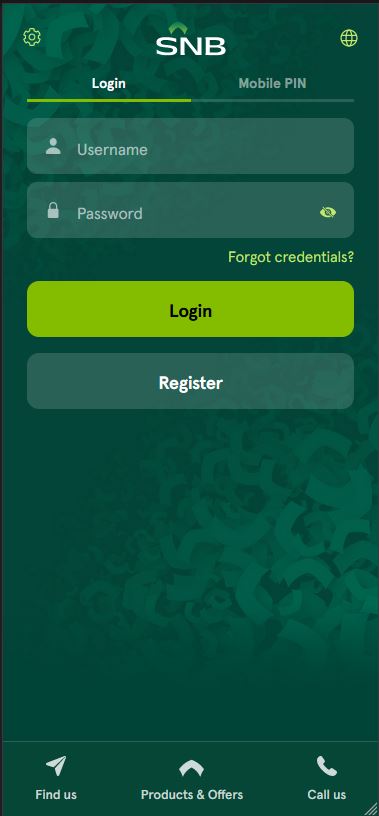 SNB
Login Mobile PIN
Username
Password
Forgot credentials?
Login
Register
Find us Products & Offers Call us